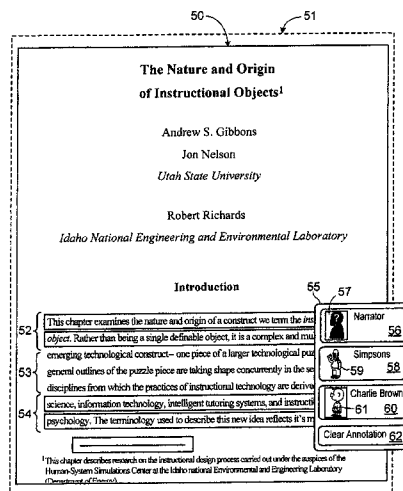 50
51
The Nature and Origin
of Instructional Objects1
Andrew S. Gibbons
Jon Nelson
Utah State University
Robert Richards
Idaho National Engineering and Environmental Laboratory
Introduction
55
57
52
This chapter examines the nature and origin of a construct we term the ins
Narrator
56
object. Rather than being a single definable object, it is a complex and mu
53
emerging technological construct– one piece of a larger technological puz
Simpsons
59
58
general outlines of the puzzle piece are taking shape concurrently in the se
disciplines from which the practices of instructional technology are deriva
Charlie Brown
61
60
54
science, information technology, intelligent tutoring systems, and instructi
psychology. The terminology used to describe this new idea reflects it's m
Clear Annotation
62
1This chapter describes research on the instructional design process carried out under the auspices of the
Human-System Simulations Center at the Idaho national Environmental and Engineering Laboratory
(Department of Energy)